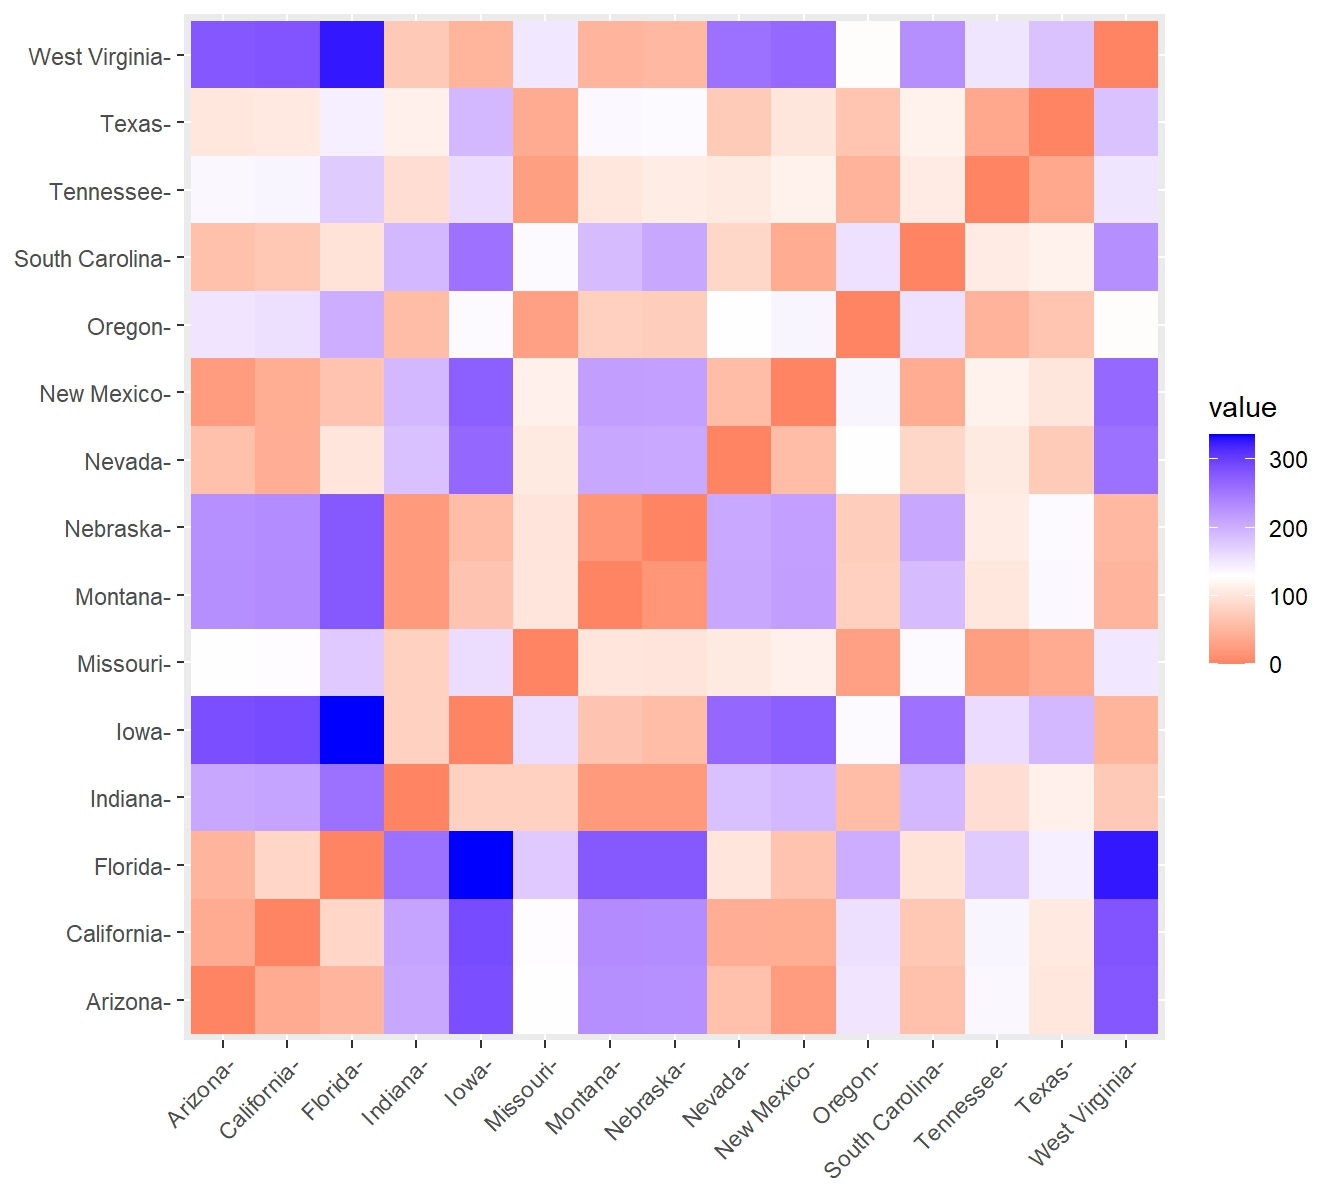 West Virginia-
Texas-
Tennessee-
South Carolina-
Oregon-
New Mexico-
Nevada-
Nebraska-
Montana-
Missouri-
Iowa-
Indiana-
Florida-
California-
Arizona-
Arizona-
California-
Florida-
Indiana-
Iowa-
Missouri-
Montana-
Nebraska-
Nevada-
New Mexico-
Oregon-
South Carolina-
Tennessee-
Texas-
West Virginia-
value
300
200
100
0